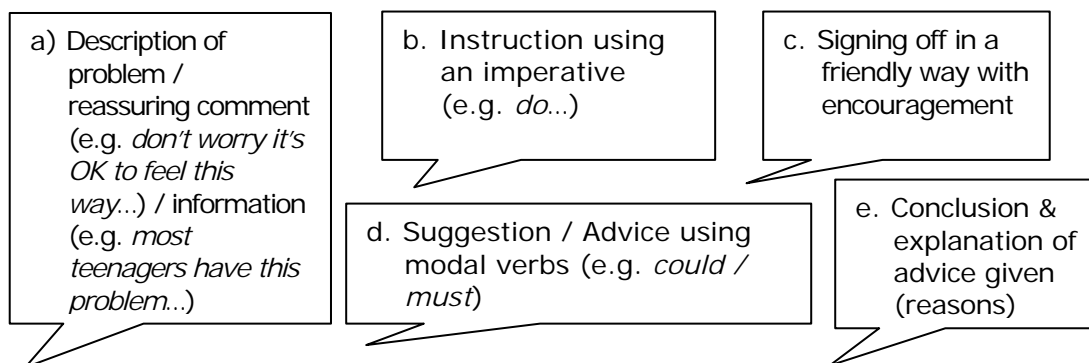 a) Description of
problem /
reassuring comment
(e.g. don't worry it's
OK to feel this
way...) / information
(e.g. most
teenagers have this
problem...)
b. Instruction using
an imperative
(e.g. do...)
c. Signing off in a
friendly way with
encouragement
d. Suggestion / Advice using
modal verbs (e.g. could /
must)
e. Conclusion &
explanation of
advice given
(reasons)